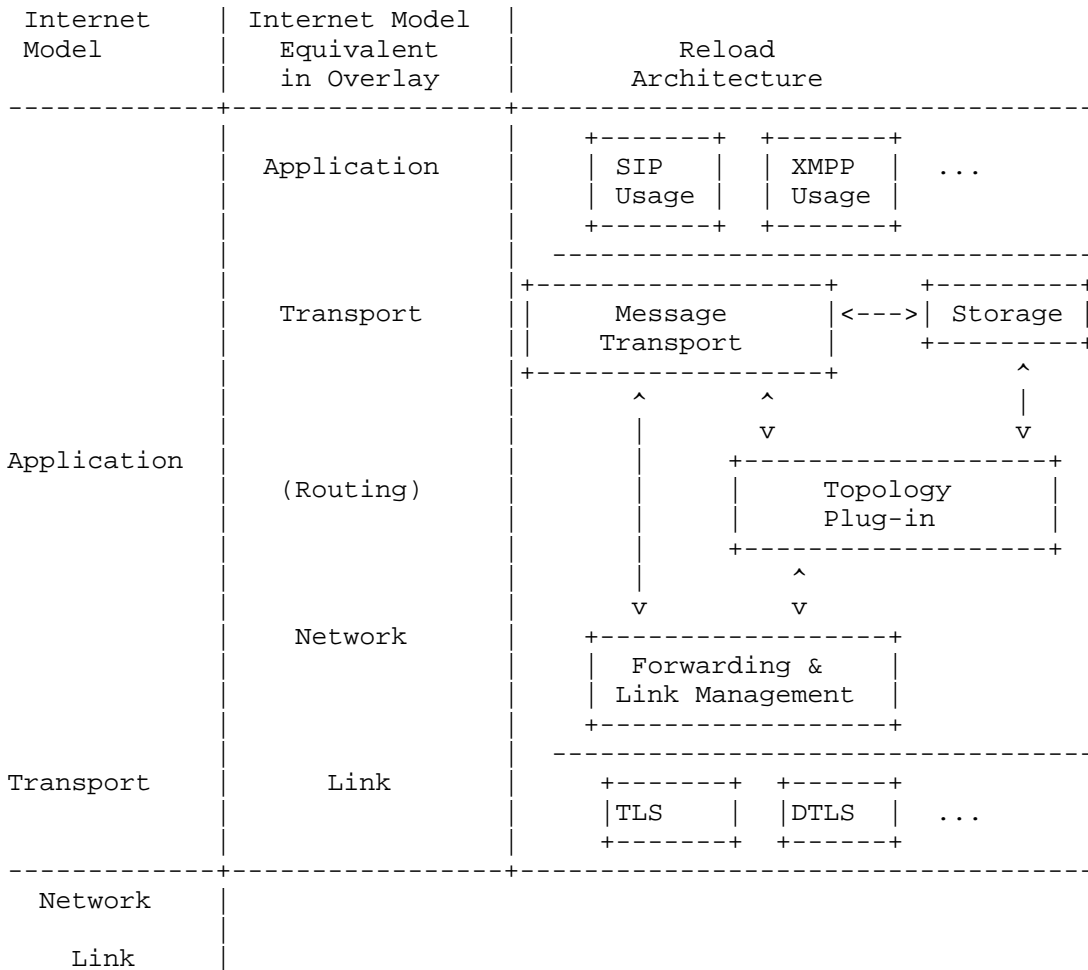 Internet | Internet Model |
Model | Equivalent | Reload
| in Overlay | Architecture
-------------+-----------------+------------------------------------
| | +-------+ +-------+
| Application | | SIP | | XMPP | ...
| | | Usage | | Usage |
| | +-------+ +-------+
| | ----------------------------------
| |+------------------+ +---------+
| Transport || Message |<--->| Storage |
| || Transport | +---------+
| |+------------------+ ^
| | ^ ^ |
| | | v v
Application | | | +-------------------+
| (Routing) | | | Topology |
| | | | Plug-in |
| | | +-------------------+
| | | ^
| | v v
| Network | +------------------+
| | | Forwarding & |
| | | Link Management |
| | +------------------+
| | ----------------------------------
Transport | Link | +-------+ +------+
| | |TLS | |DTLS | ...
| | +-------+ +------+
-------------+-----------------+------------------------------------
Network |
|
Link |